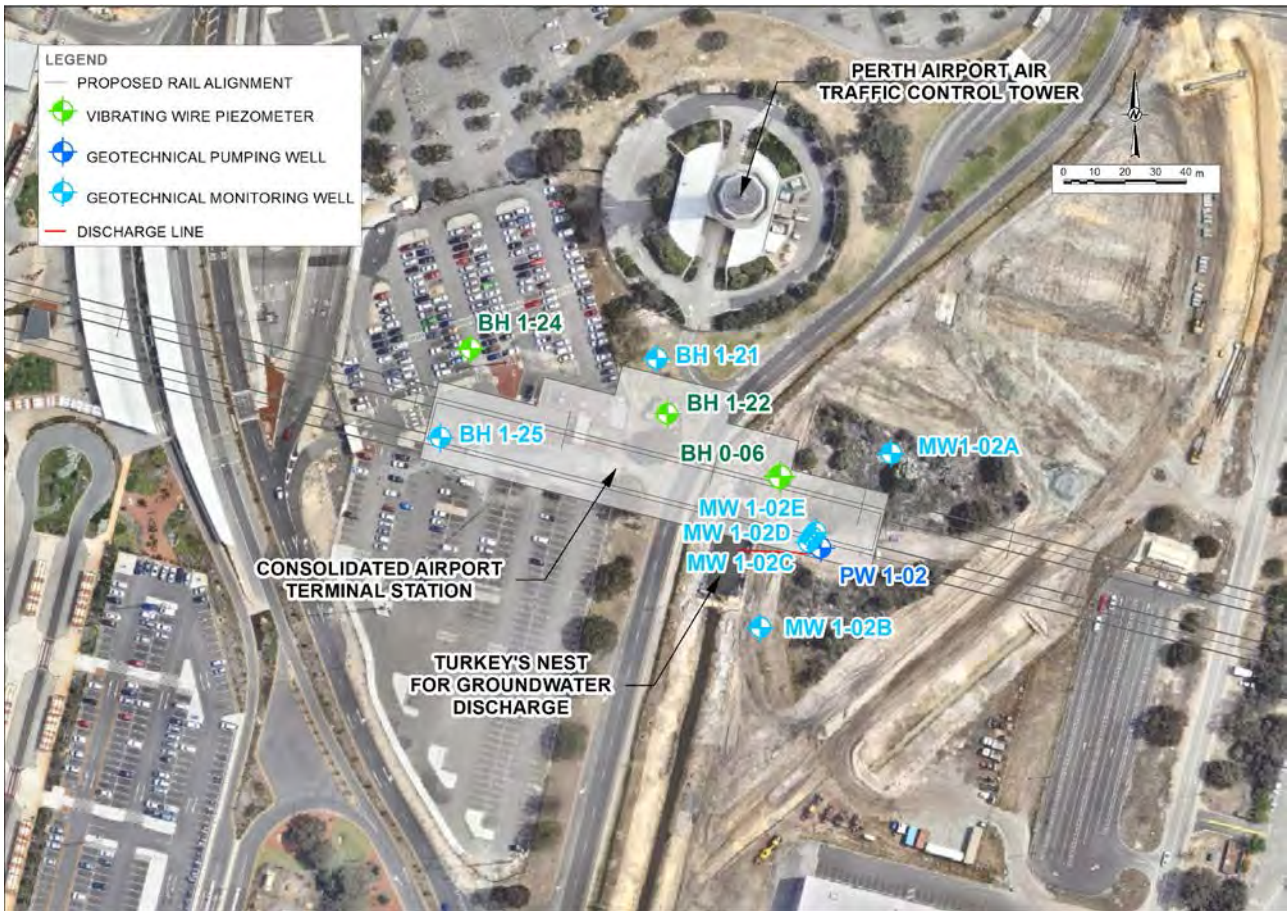 LEGEND
PROPOSED RAIL ALIGNMENT
VIBRATING WIRE PIEZOMETER
GEOTECHNICAL PUMPING WELL
GEOTECHNICAL MONITORING WELL
DISCHARGE LINE
PERTH AIRPORT AIR
TRAFFIC CONTROL TOWER
N
0 10 20 30 40 m
BH 1-24
BH 1-21
BH 1-22
BH 1-25
BH 0-06
MW1-02A
MW 1-02E
MW 1-02D
MW 1-02C
PW 1-02
CONSOLIDATED AIRPORT
TERMINAL STATION
MW 1-02B
TURKEY'S NEST
FOR GROUNDWATER
DISCHARGE